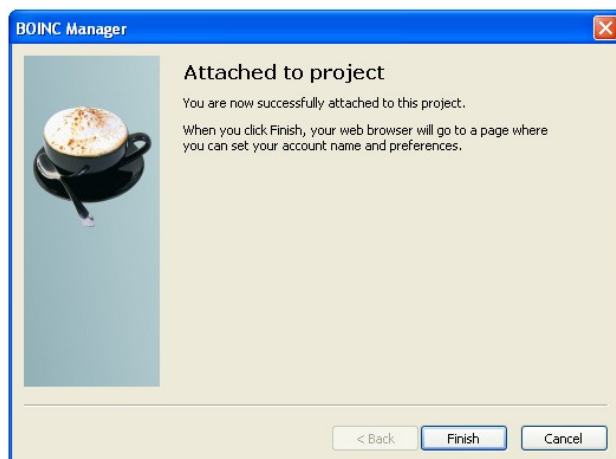 BOINC Manager
Attached to project
You are now successfully attached to this project.
When you click Finish, your web browser will go to a page where
you can set your account name and preferences.
< Back
Finish
Cancel